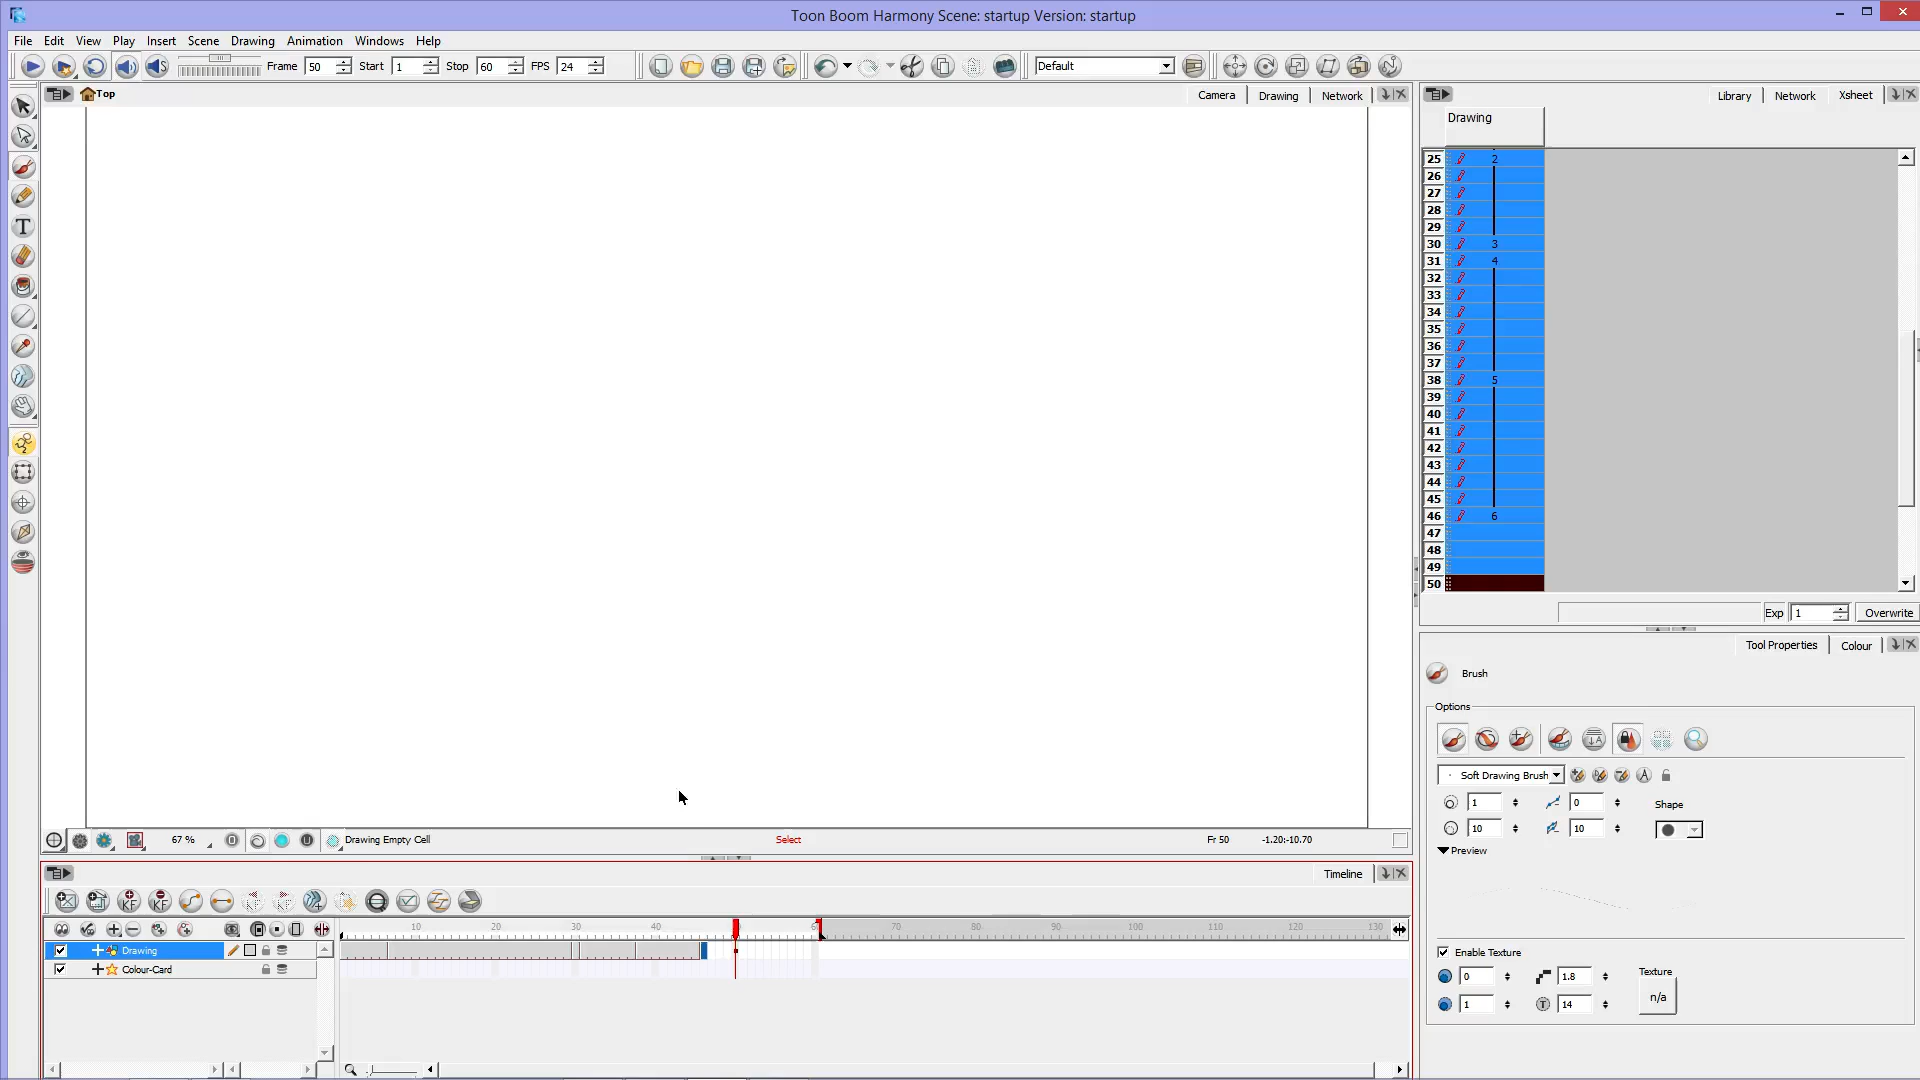 Toon Boom Harmony Scene: startup Version: startup
File Edit View Play Insert Scene Drawing Animation Windows Help
Frame 50 Start 1 Stop 60 FPS 24 Default
Top Camera Drawing Network Library Network Xsheet
Drawing
25 2
26
27
28
29
30 3
31 4
32
33
34
35
36
37
38 5
39
40
41
42
43
44
45
46 6
47
48
49
50
Exp 1 Overwrite
Tool Properties Colour
Brush
Options
Soft Drawing Brush
1 0 Shape
10 10
Preview
67 % Drawing Empty Cell Select Fr 50 -1.20:-10.70
Timeline
10 20 30 40 70 80 90 100 110 120 130
Drawing
Colour-Card
Enable Texture
0 1.8 Texture
1 14 n/a